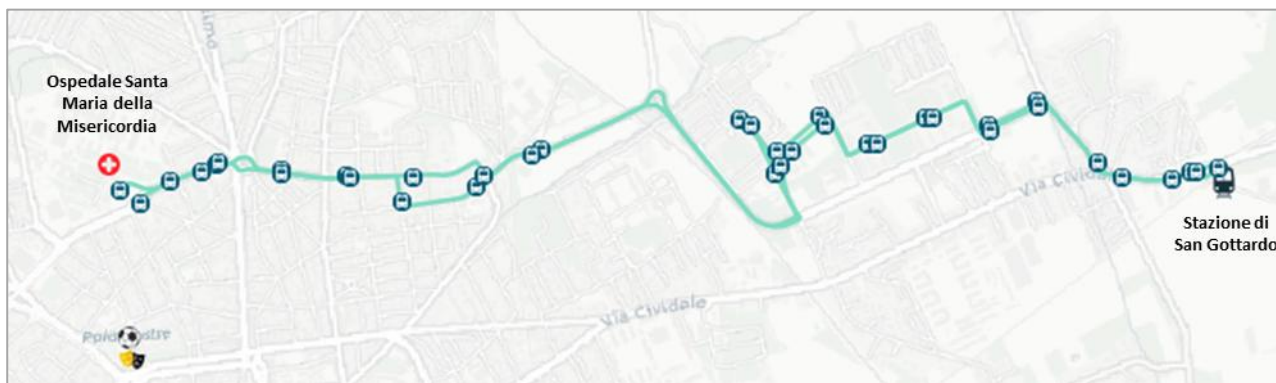 Ospedale Santa
Maria della
Misericordia
Via Cividale
Stazione di
San Gottardo
Via Cividale